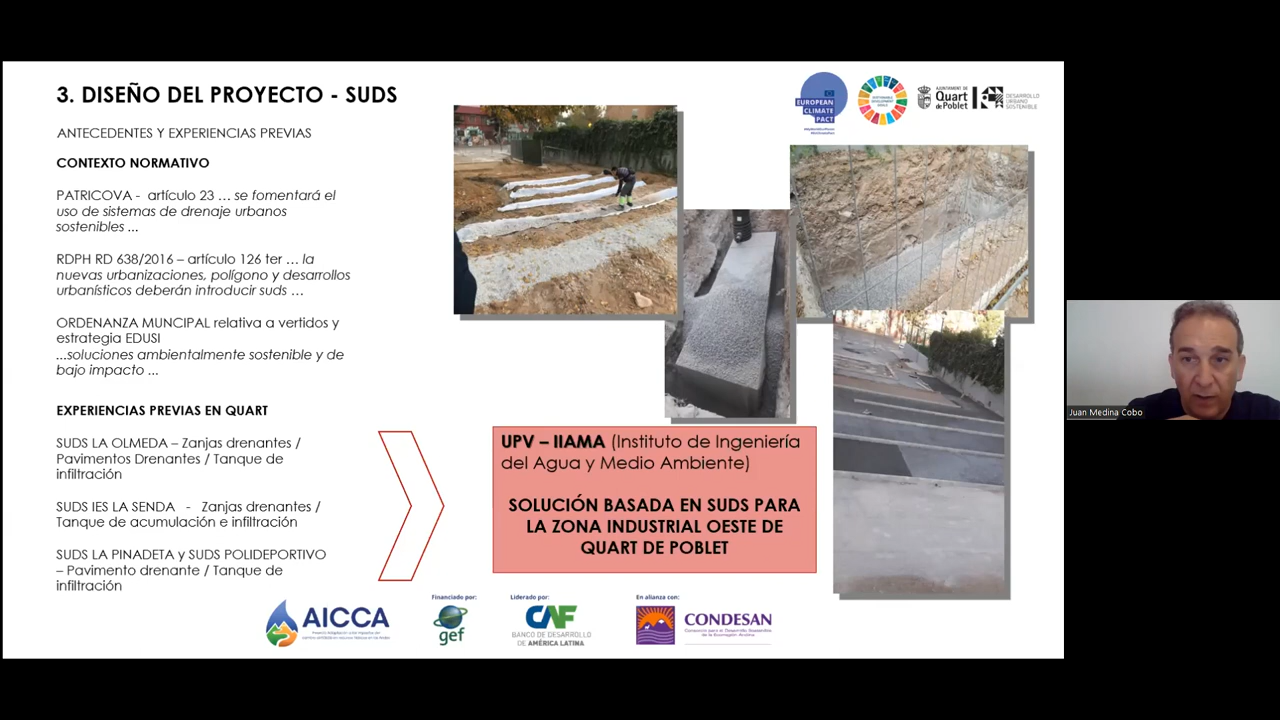 3. DISEÑO DEL PROYECTO - SUDS
ANTECEDENTES Y EXPERIENCIAS PREVIAS
CONTEXTO NORMATIVO
PATRICOVA - artículo 23 … se fomentará el
uso de sistemas de drenaje urbanos
sostenibles ...
RDPH RD 638/2016 – artículo 126 ter … la
nuevas urbanizaciones, polígono y desarrollos
urbanísticos deberán introducir suds …
ORDENANZA MUNCIPAL relativa a vertidos y
estrategia EDUSI
...soluciones ambientalmente sostenible y de
bajo impacto ...
EXPERIENCIAS PREVIAS EN QUART
SUDS LA OLMEDA – Zanjas drenantes /
Pavimentos Drenantes / Tanque de
infiltración
SUDS IES LA SENDA - Zanjas drenantes /
Tanque de acumulación e infiltración
SUDS LA PINADETA y SUDS POLIDEPORTIVO
– Pavimento drenante / Tanque de
infiltración
UPV – IIAMA (Instituto de Ingeniería
del Agua y Medio Ambiente)
SOLUCIÓN BASADA EN SUDS PARA
LA ZONA INDUSTRIAL OESTE DE
QUART DE POBLET
EUROPEAN
CLIMATE
PACT
AJUNTAMENT DE
Quart
de Poblet
DESARROLLO
URBANO
SOSTENIBLE
AICCA
Financiado por:
gef
Liderado por:
CAF
BANCO DE DESARROLLO
DE AMÉRICA LATINA
En alianza con:
CONDESAN
Juan Medina Cobo